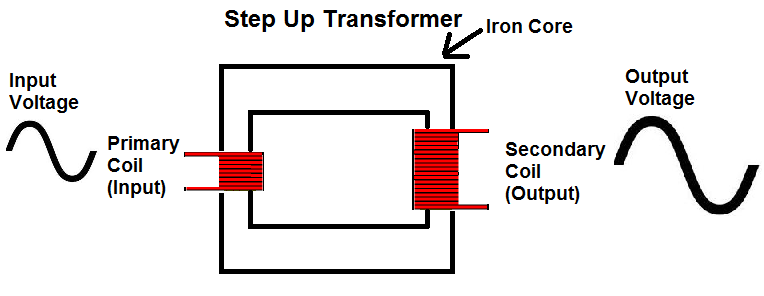 Step Up Transformer
Iron Core
Input
Voltage
Primary
Coil
(Input)
Secondary
Coil
(Output)
Output
Voltage